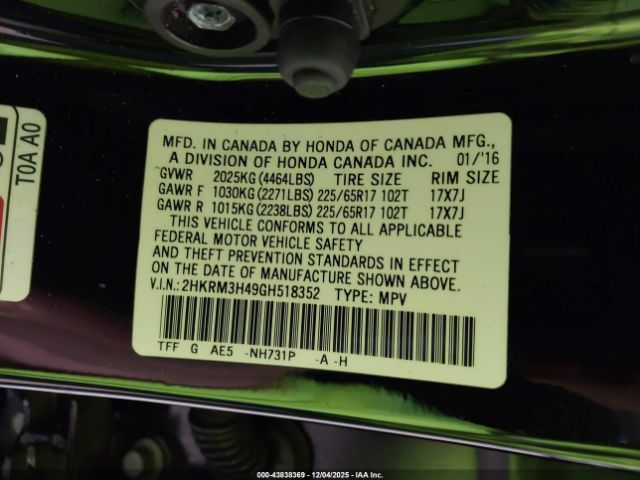 MFD. IN CANADA BY HONDA OF CANADA MFG.,
A DIVISION OF HONDA CANADA INC. 01/'16
GVWR 2025KG(4464LBS) TIRE SIZE RIM SIZE
GAWR F 1030KG(2271LBS) 225/65R17 102T 17X7J
GAWR R 1015KG(2238LBS) 225/65R17 102T 17X7J
THIS VEHICLE CONFORMS TO ALL APPLICABLE
FEDERAL MOTOR VEHICLE SAFETY
AND THEFT PREVENTION STANDARDS IN EFFECT
ON THE DATE OF MANUFACTURE SHOWN ABOVE.
V.I.N.: 2HKRM3H49GH518352 TYPE: MPV
TFF G AE5 -NH731P -A -H
T0A A0
000-43838369 - 12/04/2025 - IAA Inc.